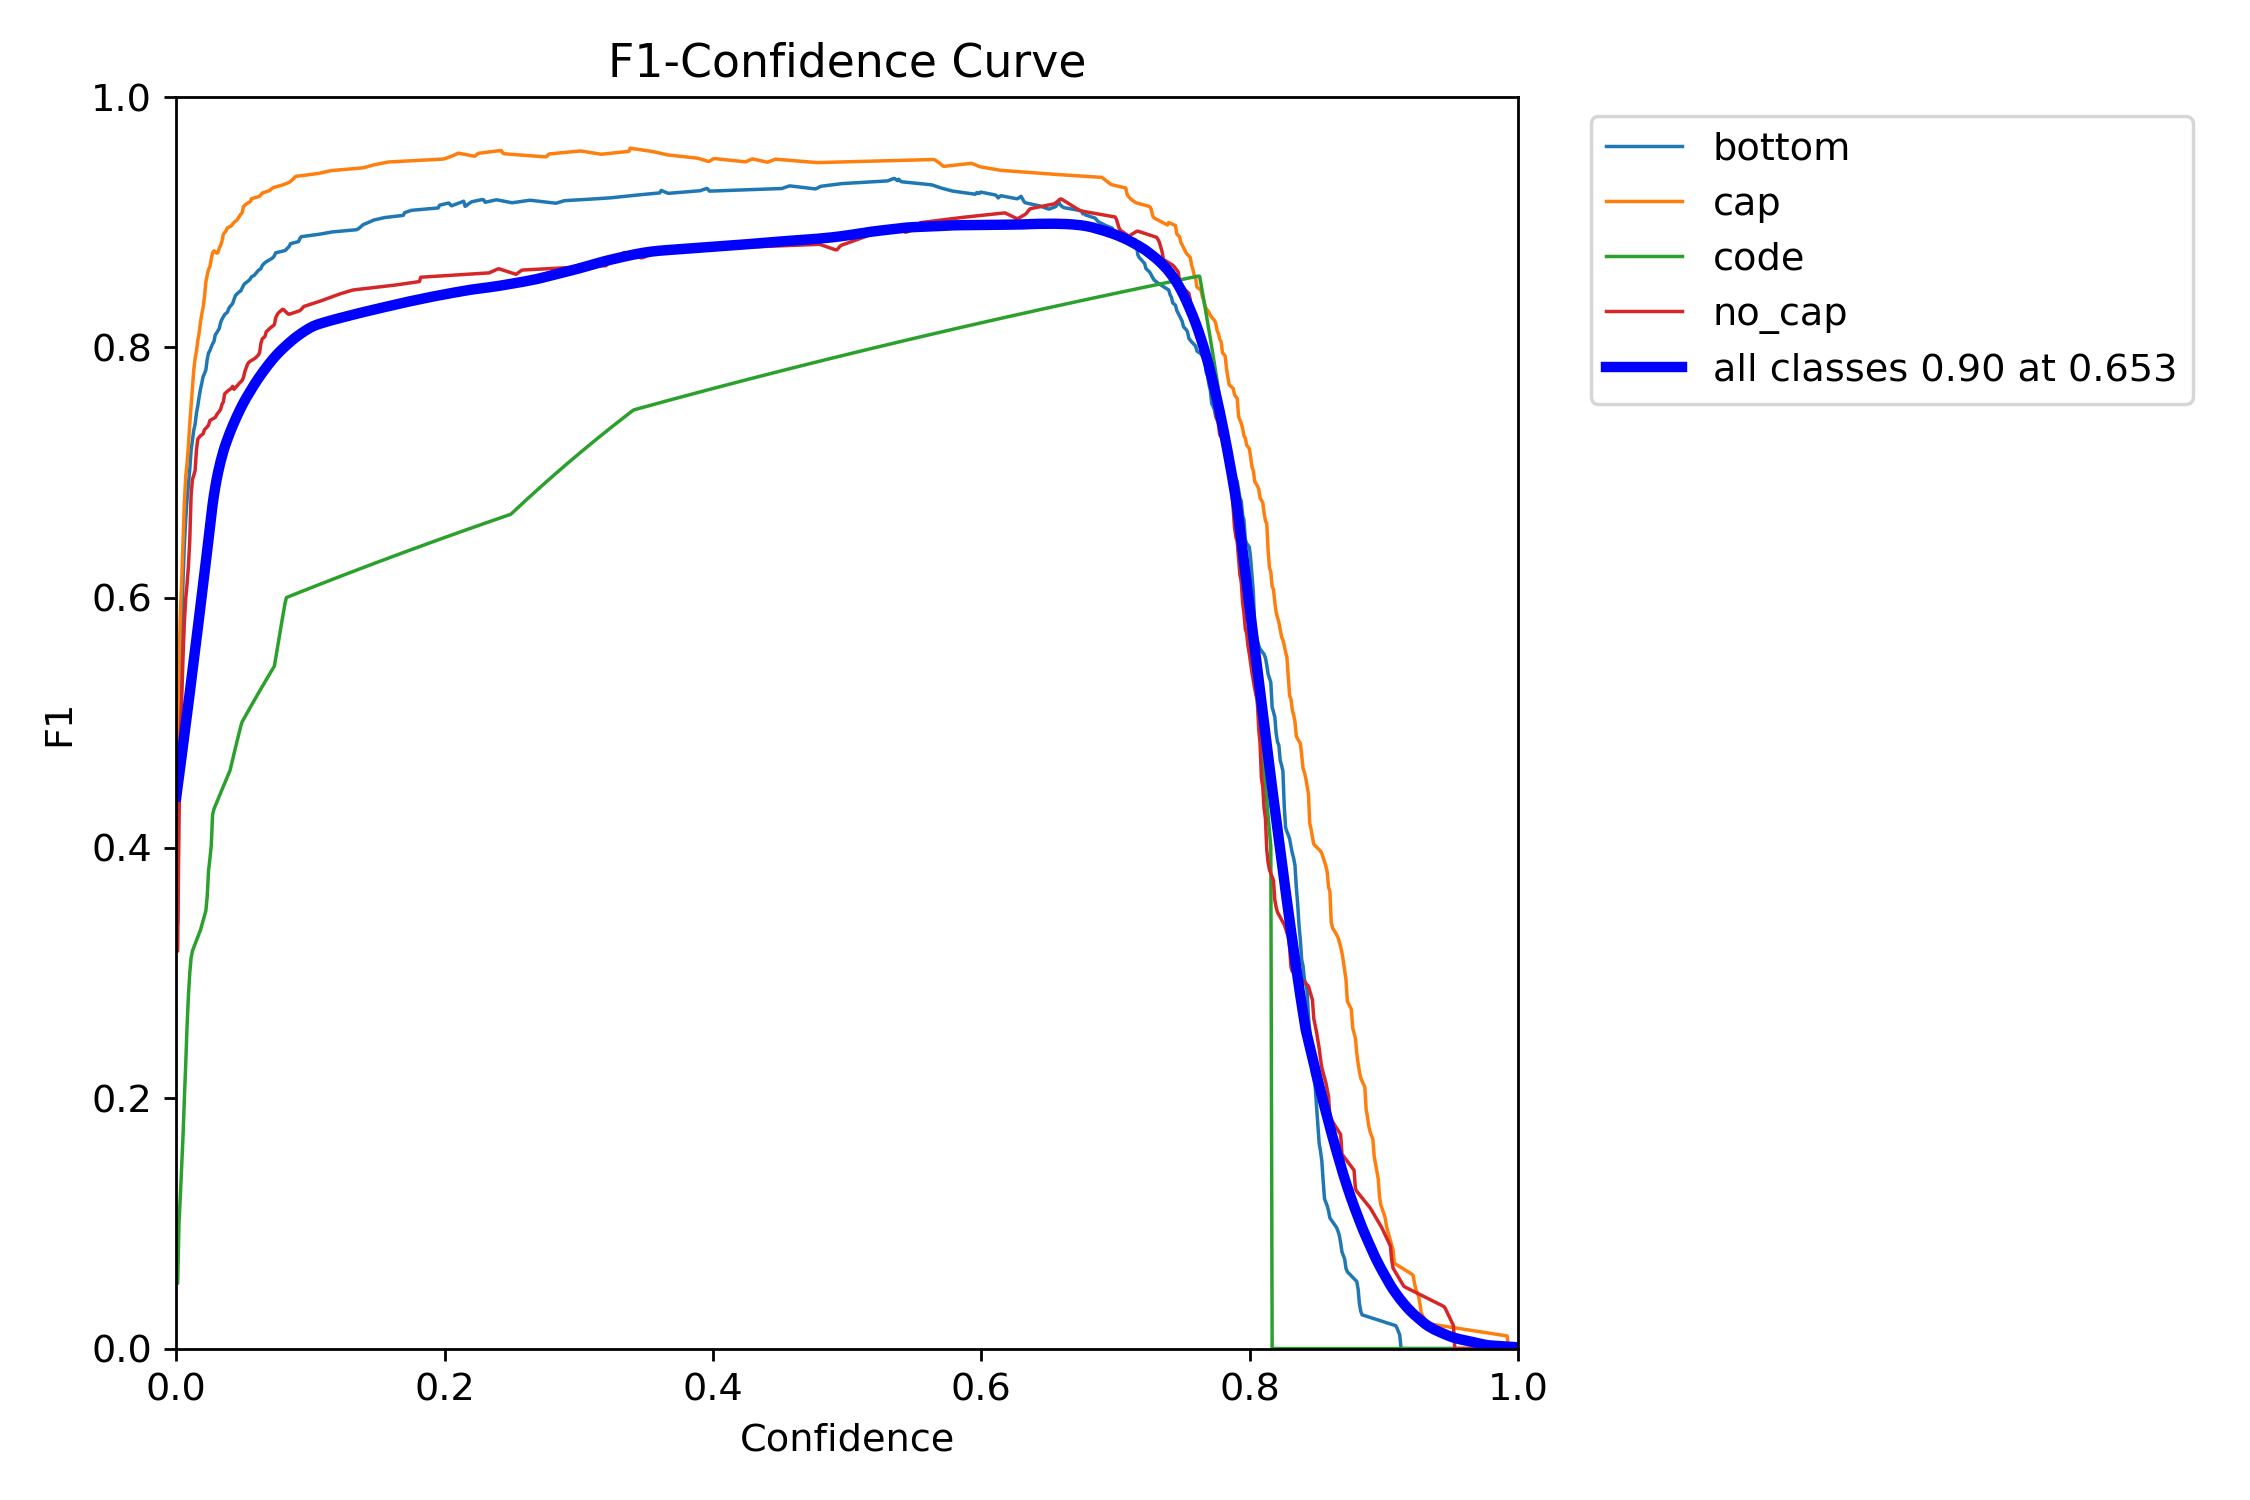 F1-Confidence Curve
1.0
0.8
0.6
0.4
0.2
0.0
F1
0.0 0.2 0.4 0.6 0.8 1.0
Confidence
bottom
cap
code
no_cap
all classes 0.90 at 0.653